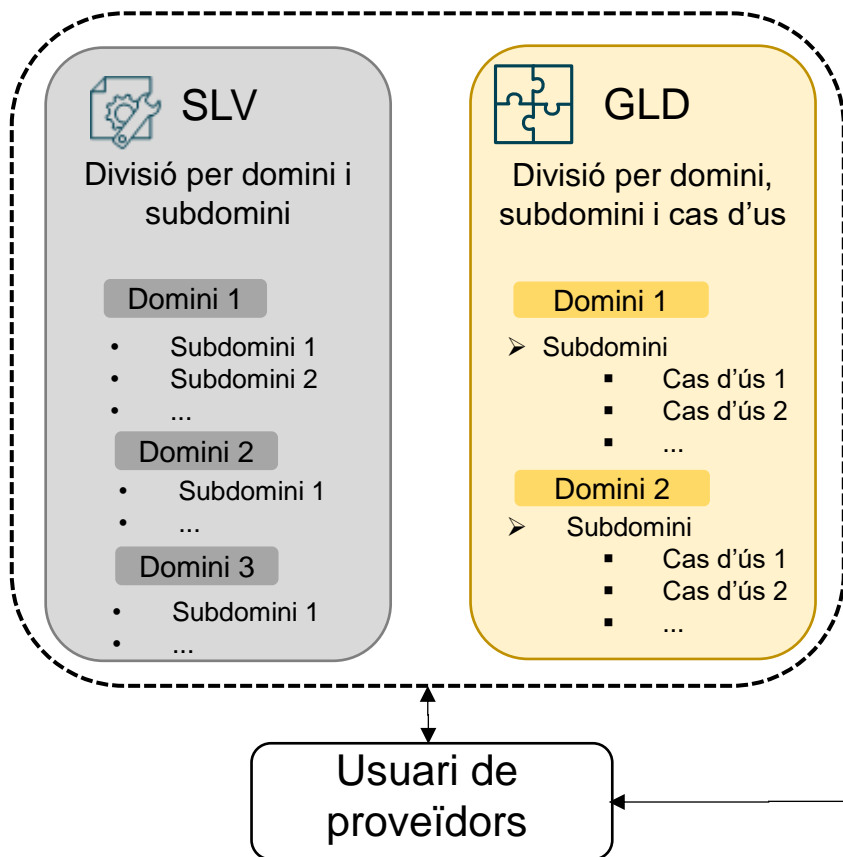 SLV
Divisió per domini i
subdomini
Domini 1
• Subdomini 1
• Subdomini 2
• ...
Domini 2
• Subdomini 1
• ...
Domini 3
• Subdomini 1
• ...
GLD
Divisió per domini,
subdomini i cas d’us
Domini 1
➢ Subdomini
▪ Cas d’ús 1
▪ Cas d’ús 2
▪ ...
Domini 2
➢ Subdomini
▪ Cas d’ús 1
▪ Cas d’ús 2
▪ ...
Usuari de
proveïdors